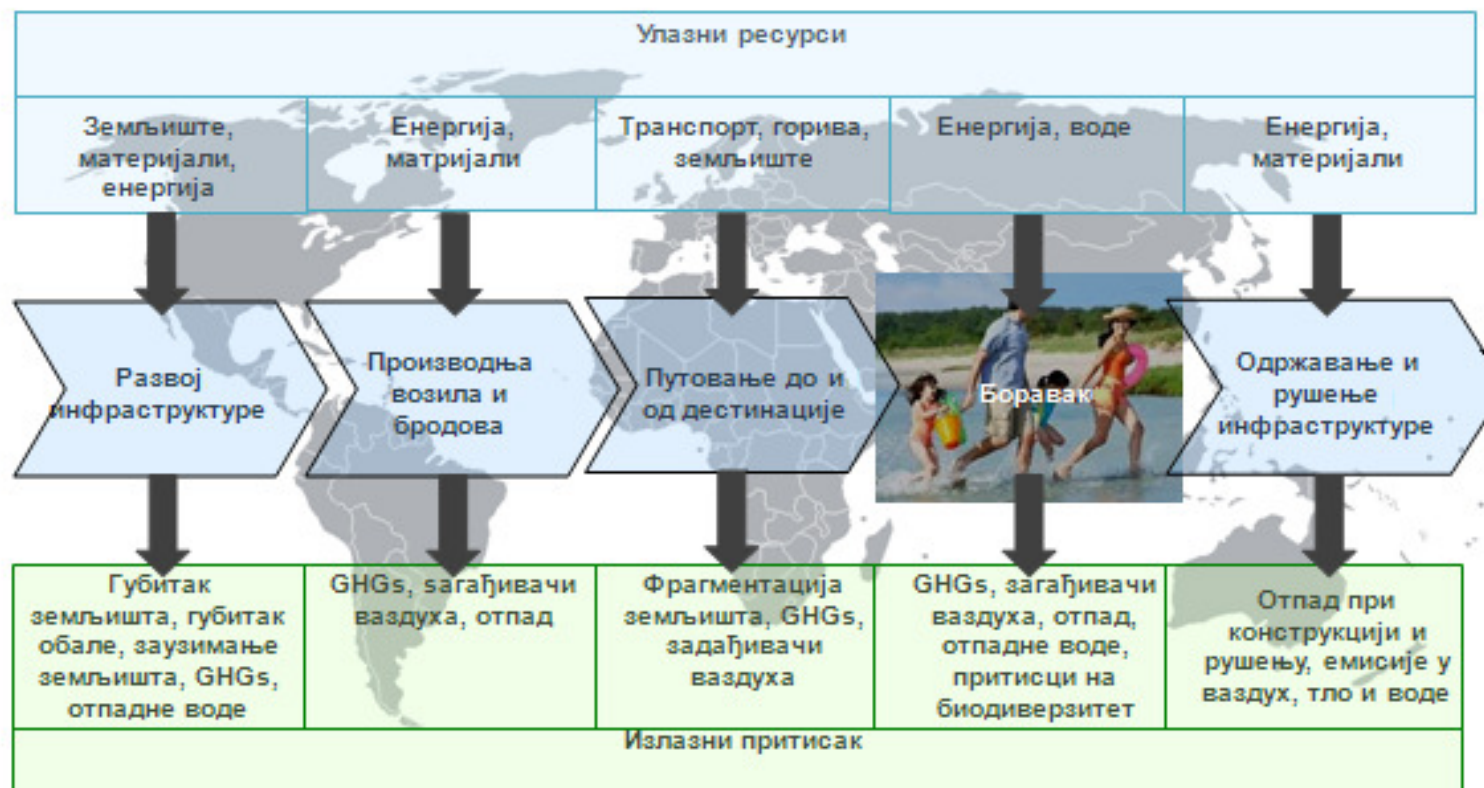 Улазни ресурси
Земљиште,
материјали,
енергија
Енергија,
матријали
Транспорт, горива,
земљиште
Енергија, воде
Енергија,
материјали
Развој
инфраструктуре
Производња
возила и
бродова
Путовање до и
од дестинације
Боравак
Одржавање и
рушење
инфраструктуре
Губитак
земљишта, губитак
обале, заузимање
земљишта, GHGs,
отпадне воде
GHGs, sагађивачи
ваздуха, отпад
Фрагментација
земљишта, GHGs,
задађивачи
ваздуха
GHGs, загађивачи
ваздуха, отпад,
отпадне воде,
притисци на
биодиверзитет
Отпад при
конструкцији и
рушењу, емисије у
ваздух, тло и воде
Излазни притисак